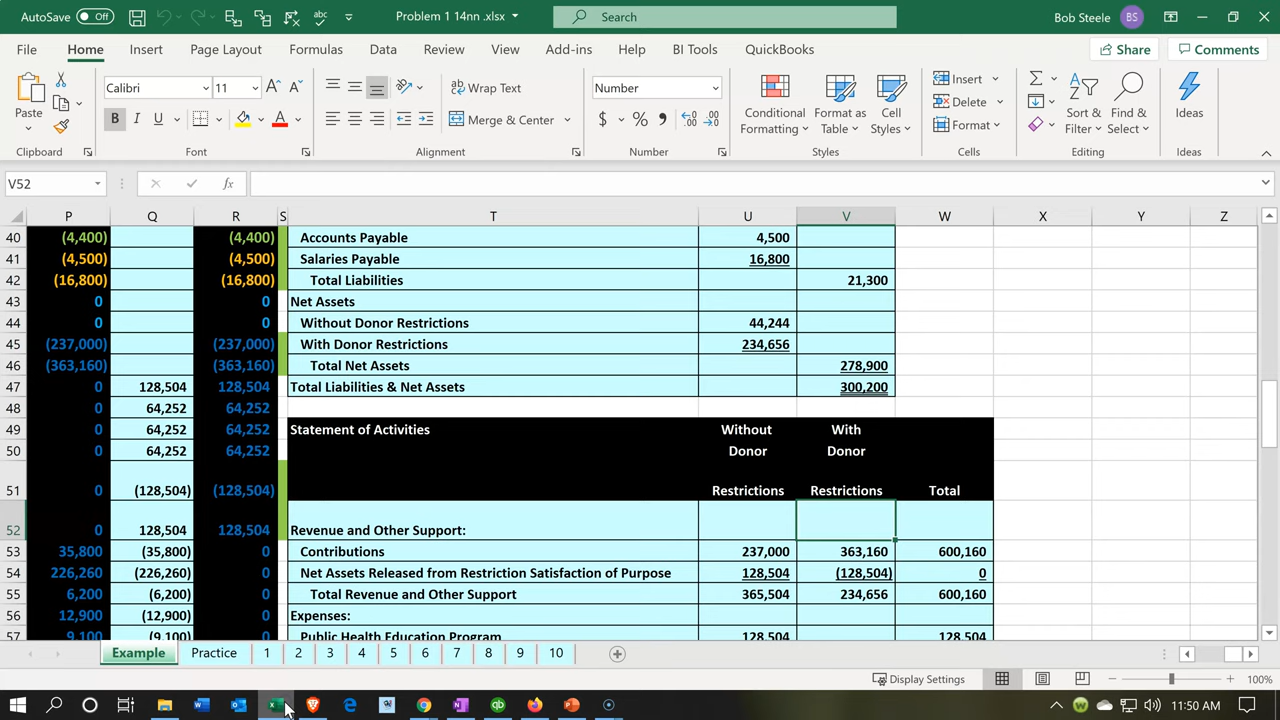 AutoSave Off abc Problem 1 14nn .xlsx Search Bob Steele BS
File Home Insert Page Layout Formulas Data Review View Add-ins Help BI Tools QuickBooks Share Comments
Calibri 11 Wrap Text Number Insert
Paste B I U Merge & Center $ % Conditional Formatting Format as Table Cell Styles Delete Format Sort & Filter Find & Select Ideas
Clipboard Font Alignment Number Styles Cells Editing Ideas
V52 fx
P Q R S T U V W X Y Z
40 (4,400) (4,400) Accounts Payable 4,500
41 (4,500) (4,500) Salaries Payable 16,800
42 (16,800) (16,800) Total Liabilities 21,300
43 0 0 Net Assets
44 0 0 Without Donor Restrictions 44,244
45 (237,000) (237,000) With Donor Restrictions 234,656
46 (363,160) (363,160) Total Net Assets 278,900
47 0 128,504 128,504 Total Liabilities & Net Assets 300,200
48 0 64,252 64,252
49 0 64,252 64,252 Statement of Activities Without With
50 0 64,252 64,252 Donor Donor
51 0 (128,504) (128,504) Restrictions Restrictions Total
52 0 128,504 128,504 Revenue and Other Support:
53 35,800 (35,800) 0 Contributions 237,000 363,160 600,160
54 226,260 (226,260) 0 Net Assets Released from Restriction Satisfaction of Purpose 128,504 (128,504) 0
55 6,200 (6,200) 0 Total Revenue and Other Support 365,504 234,656 600,160
56 12,900 (12,900) 0 Expenses:
57 9,100 (9,100) 0 Public Health Education Program 128,504 128,504
Example Practice 1 2 3 4 5 6 7 8 9 10
Display Settings 100%
11:50 AM